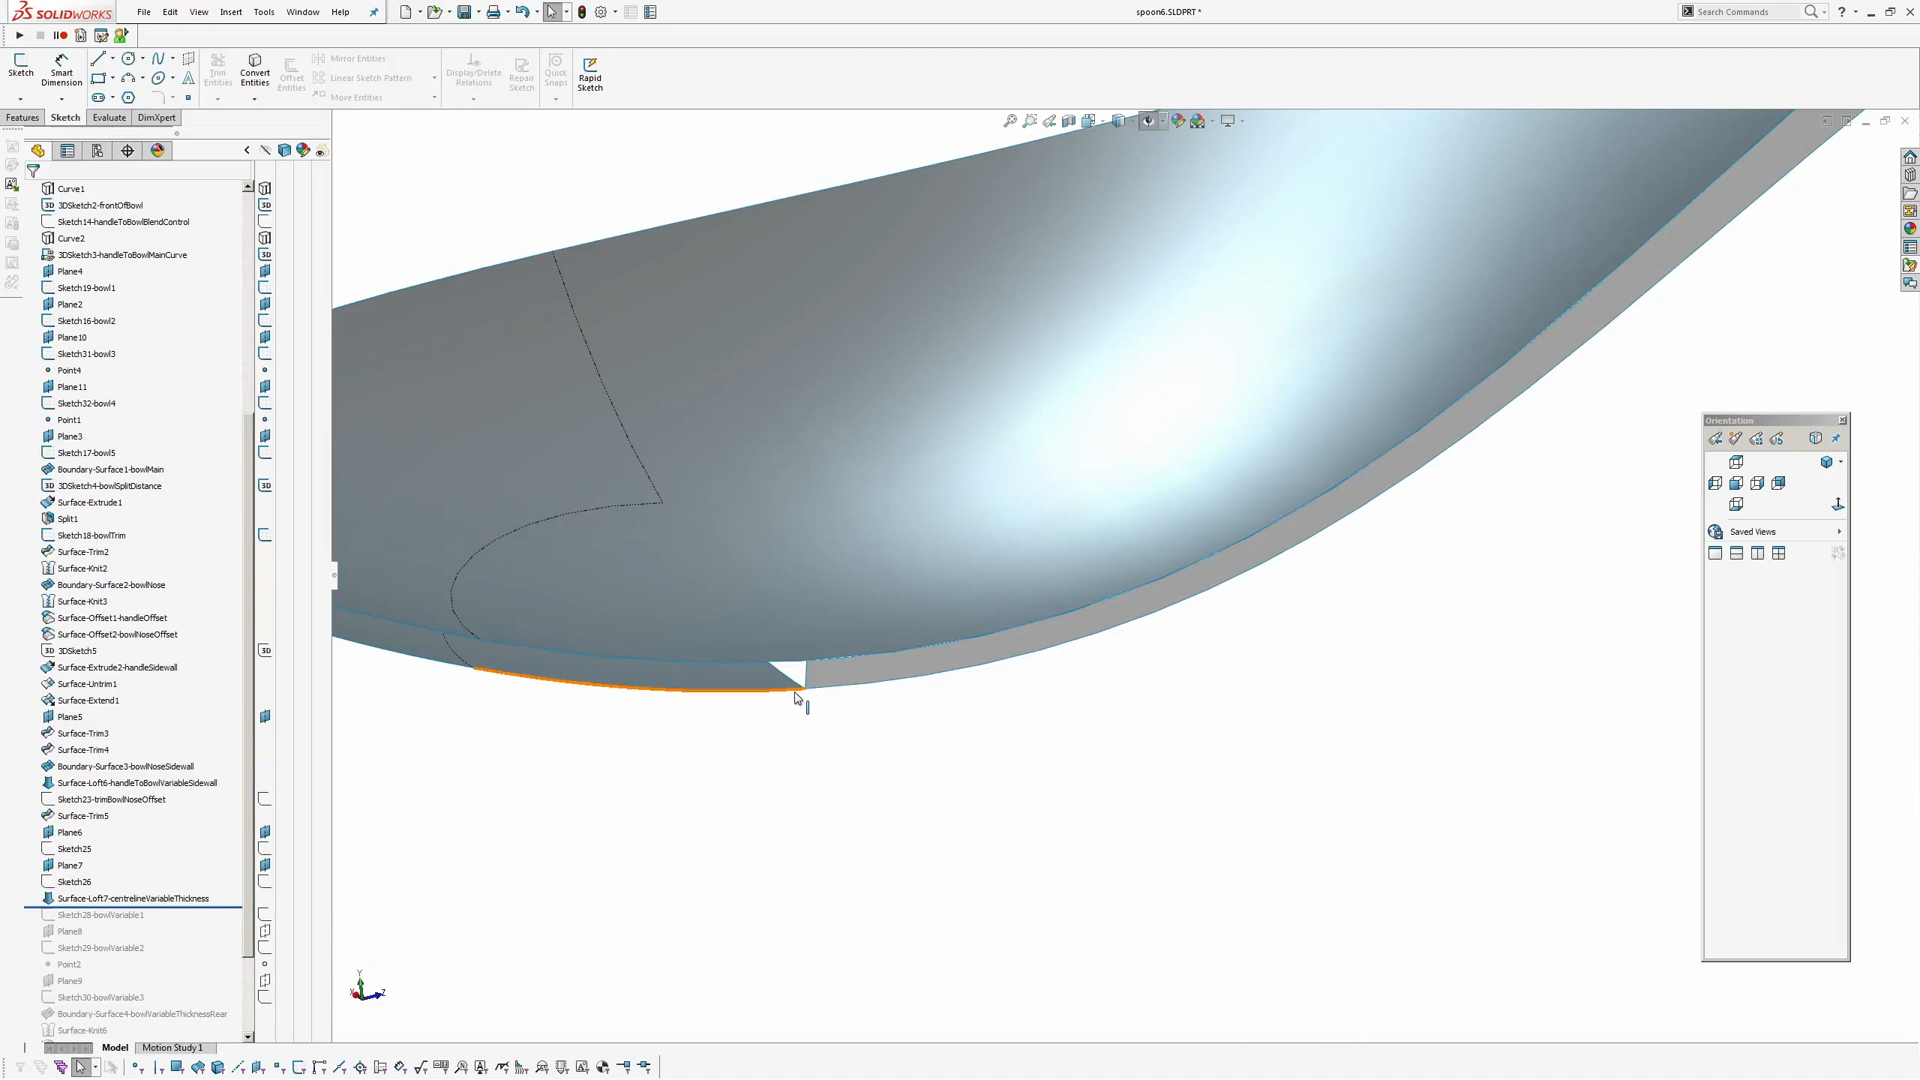 SOLIDWORKS File Edit View Insert Tools Window Help spoon6.SLDPRT * Search Commands
Sketch Smart Dimension Trim Entities Convert Entities Offset Entities Mirror Entities Linear Sketch Pattern Move Entities Display/Delete Relations Repair Sketch Quick Snaps Rapid Sketch
Features Sketch Evaluate DimXpert
Curve1
3DSketch2-frontOfBowl
Sketch14-handleToBowlBlendControl
Curve2
3DSketch3-handleToBowlMainCurve
Plane4
Sketch19-bowl1
Plane2
Sketch16-bowl2
Plane10
Sketch31-bowl3
Point4
Plane11
Sketch32-bowl4
Point1
Plane3
Sketch17-bowl5
Boundary-Surface1-bowlMain
3DSketch4-bowlSplitDistance
Surface-Extrude1
Split1
Sketch18-bowlTrim
Surface-Trim2
Surface-Knit2
Boundary-Surface2-bowlNose
Surface-Knit3
Surface-Offset1-handleOffset
Surface-Offset2-bowlNoseOffset
3DSketch5
Surface-Extrude2-handleSidewall
Surface-Untrim1
Surface-Extend1
Plane5
Surface-Trim3
Surface-Trim4
Boundary-Surface3-bowlNoseSidewall
Surface-Loft6-handleToBowlVariableSidewall
Sketch23-trimBowlNoseOffset
Surface-Trim5
Plane6
Sketch25
Plane7
Sketch26
Surface-Loft7-centrelineVariableThickness
Sketch28-bowlVariable1
Plane8
Sketch29-bowlVariable2
Point2
Plane9
Sketch30-bowlVariable3
Boundary-Surface4-bowlVariableThicknessRear
Surface-Knit6
Orientation
Saved Views
Y
X Z
Model Motion Study 1